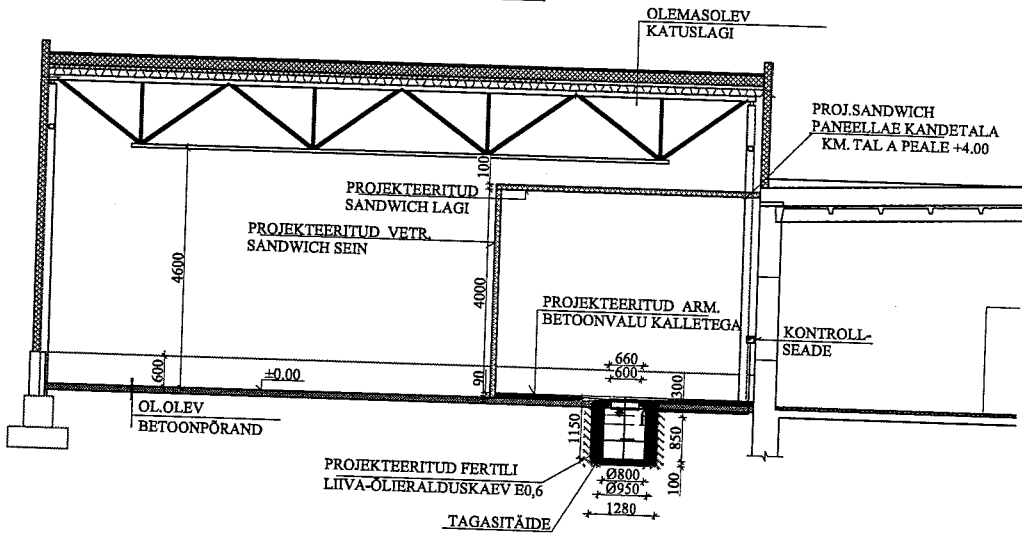 OLEMASOLEV
KATUSLAGI
PROJ.SANDWICH
PANEELLAE KANDETALA
KM. TAL A PEALE +4.00
100
PROJEKTEERITUD
SANDWICH LAGI
PROJEKTEERITUD VETR.
SANDWICH SEIN
4600
4000
PROJEKTEERITUD ARM.
BETOONVALU KALLETEGA
KONTROLL-
SEADE
660
600
600
±0.00
90
300
OL.OLEV
BETOONPÕRAND
1150
850
PROJEKTEERITUD FERTILI
LIIVA-ÕLIERALDUSKAEV E0,6
Ø800
Ø950
100
1280
TAGASITÄIDE